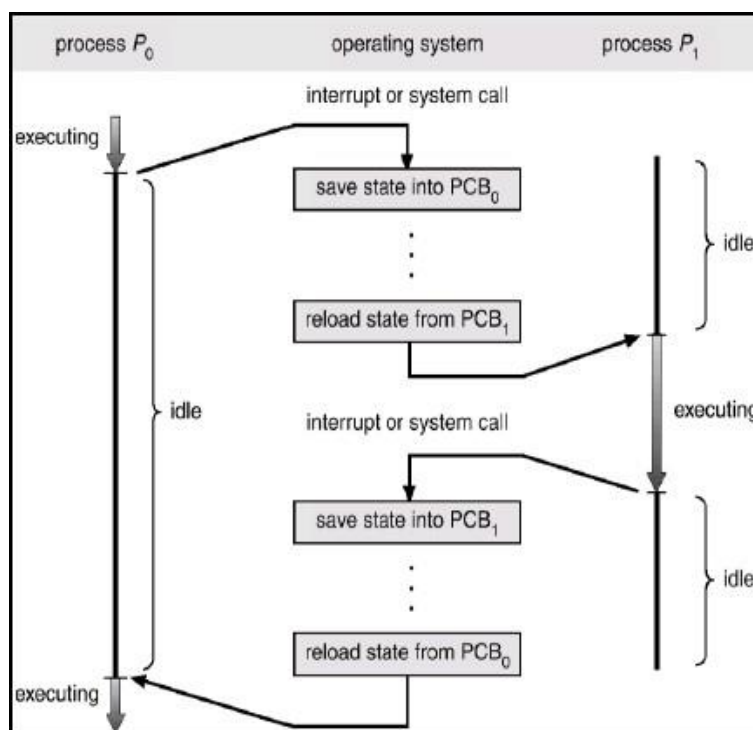 process P0 operating system process P1
interrupt or system call
executing
save state into PCB0
idle
reload state from PCB1
idle
interrupt or system call
executing
save state into PCB1
idle
reload state from PCB0
executing